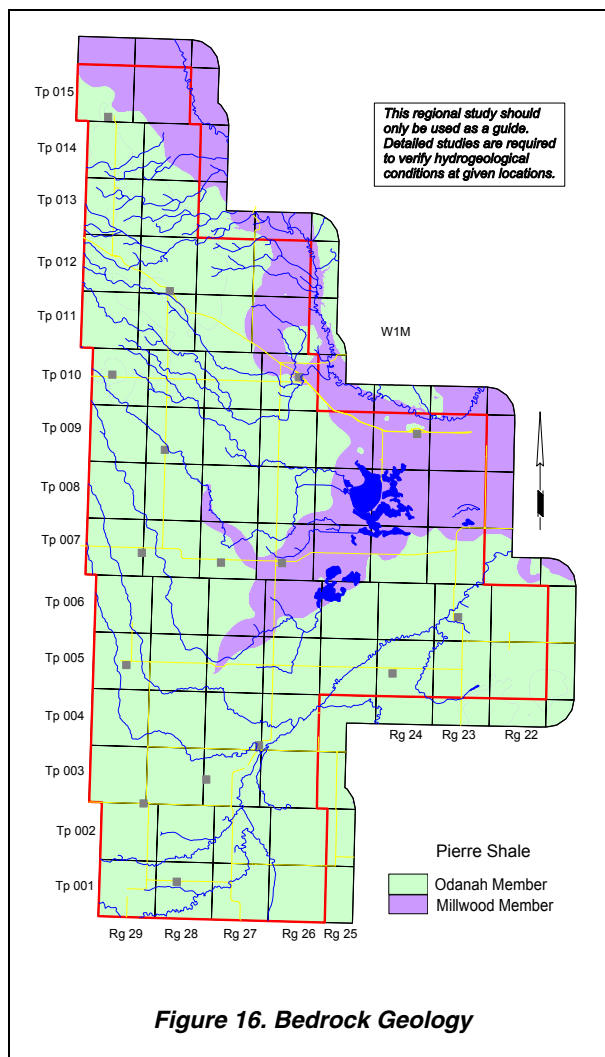 Tp 015
This regional study should
only be used as a guide.
Detailed studies are required
to verify hydrogeological
conditions at given locations.
Tp 014
Tp 013
Tp 012
Tp 011
W1M
Tp 010
Tp 009
Tp 008
Tp 007
Tp 006
Tp 005
Tp 004
Rg 24
Rg 23
Rg 22
Tp 003
Tp 002
Pierre Shale
Tp 001
Odanah Member
Millwood Member
Rg 29
Rg 28
Rg 27
Rg 26
Rg 25
Figure 16. Bedrock Geology